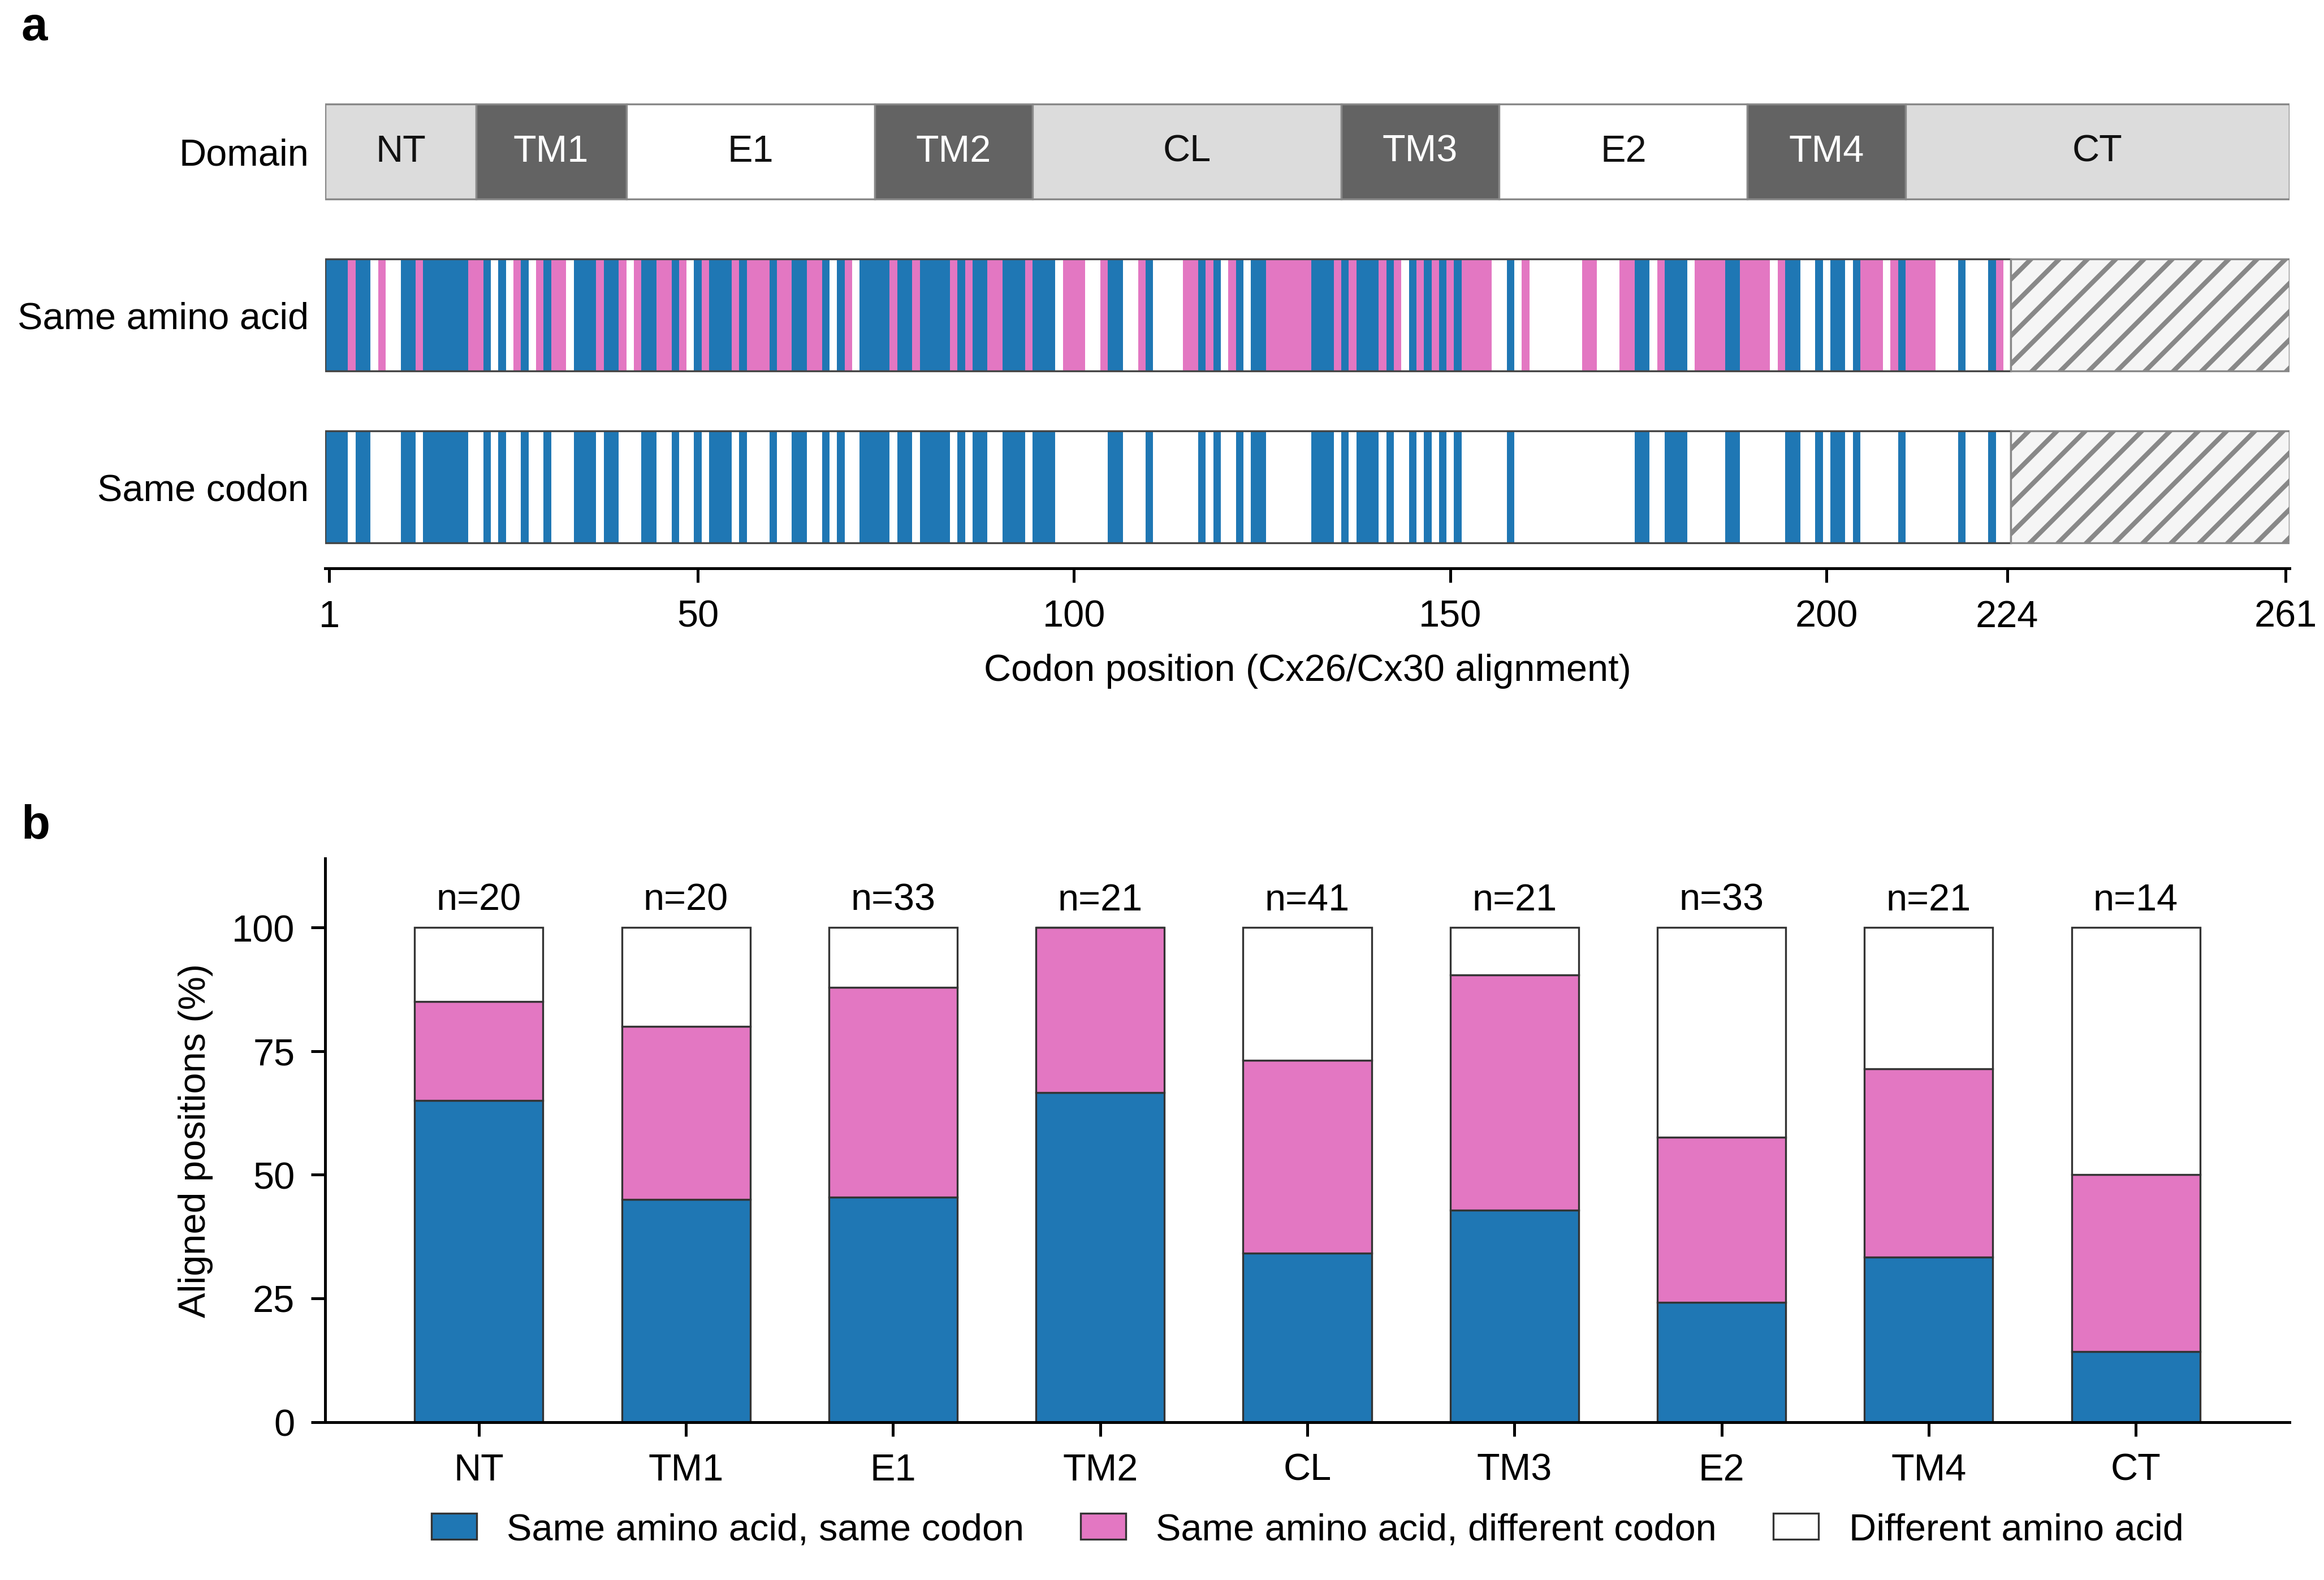 a
Domain
NT TM1 E1 TM2 CL TM3 E2 TM4 CT
Same amino acid
Same codon
1 50 100 150 200 224 261
Codon position (Cx26/Cx30 alignment)
b
n=20 n=20 n=33 n=21 n=41 n=21 n=33 n=21 n=14
100
75
50
25
0
Aligned positions (%)
NT TM1 E1 TM2 CL TM3 E2 TM4 CT
Same amino acid, same codon Same amino acid, different codon Different amino acid